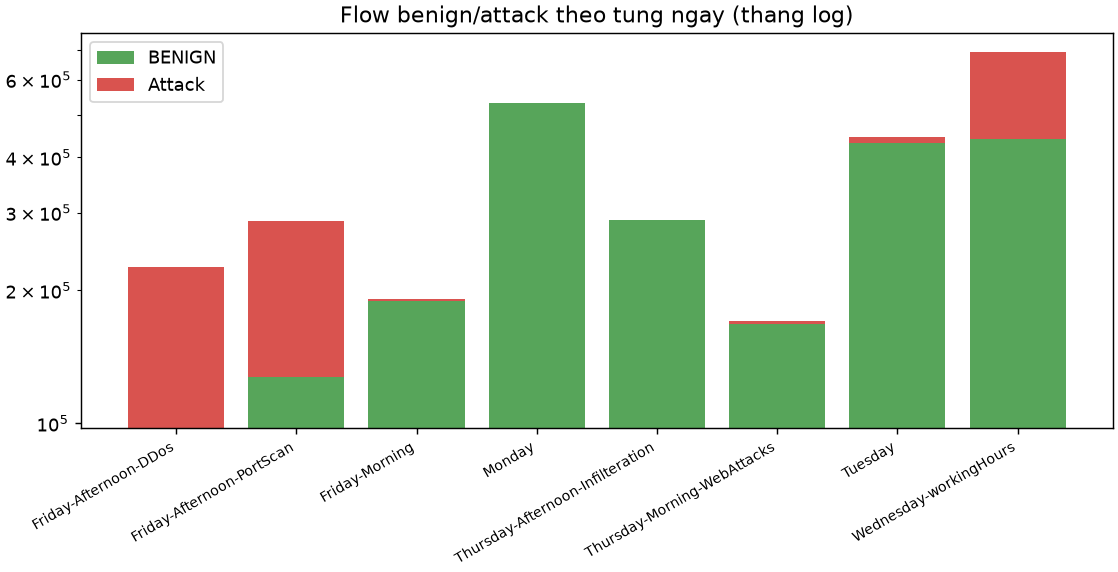 Flow benign/attack theo tung ngay (thang log)
BENIGN
Attack
6 × 10⁵
4 × 10⁵
3 × 10⁵
2 × 10⁵
10⁵
Friday-Afternoon-DDos
Friday-Afternoon-PortScan
Friday-Morning
Monday
Thursday-Afternoon-Infilteration
Thursday-Morning-WebAttacks
Tuesday
Wednesday-workingHours